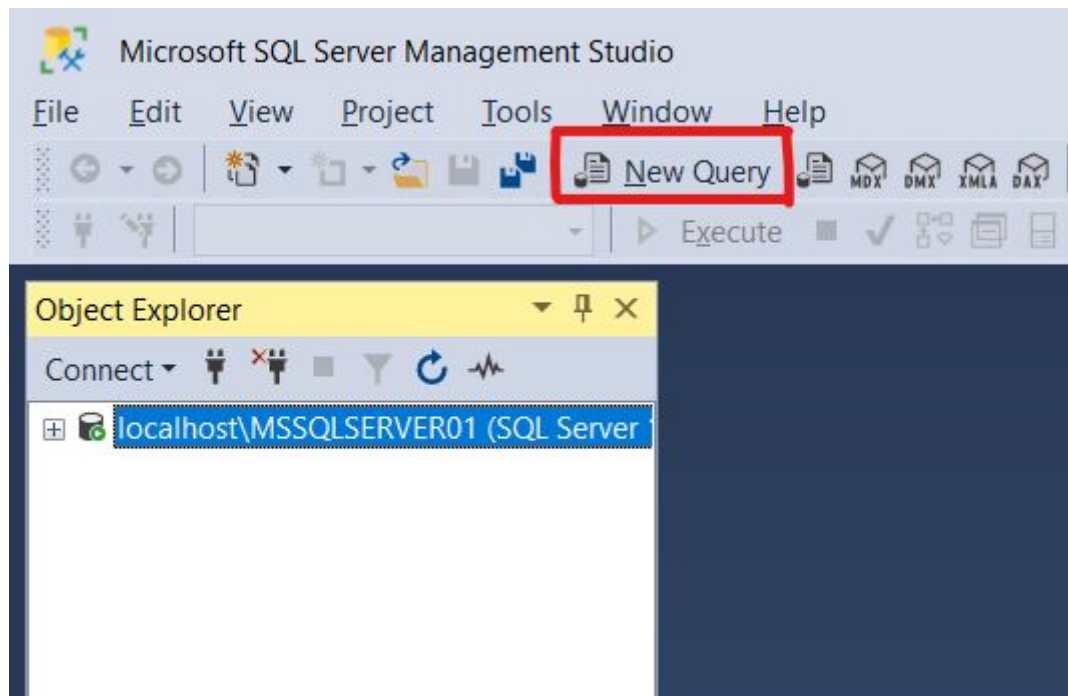 Microsoft SQL Server Management Studio
File Edit View Project Tools Window Help
New Query MDX DMX XMLA DAX
Execute
Object Explorer
Connect
localhost\MSSQLSERVER01 (SQL Server